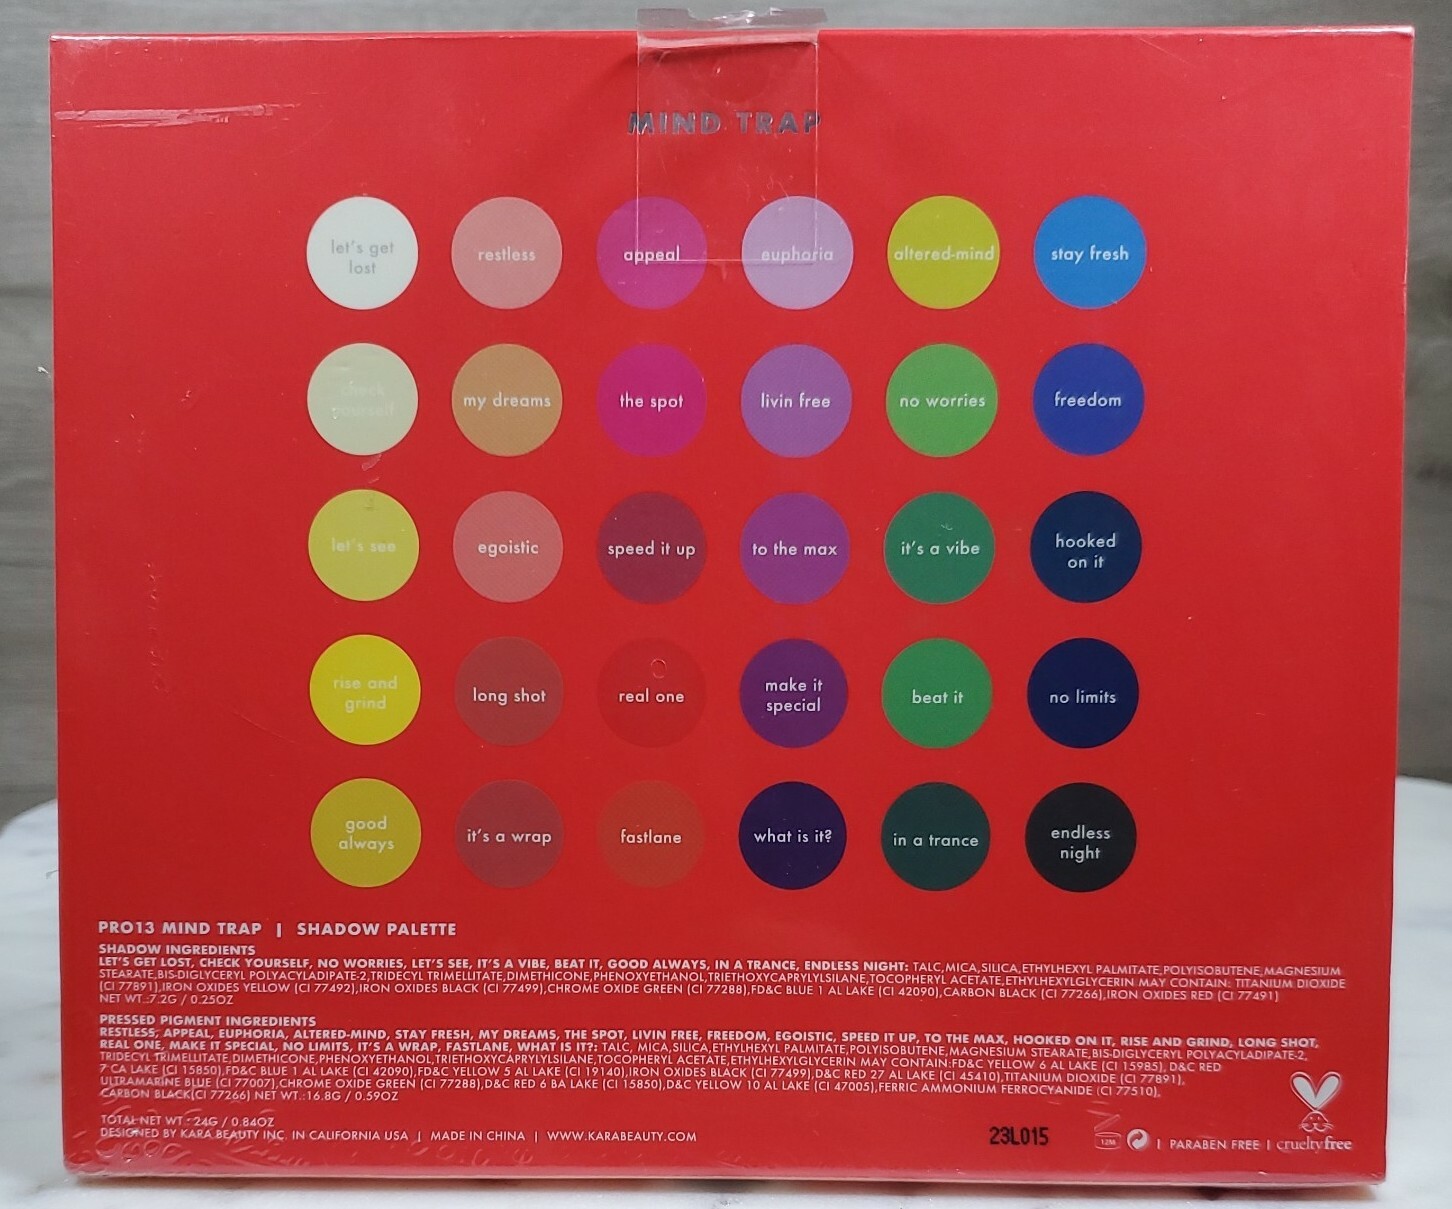 MIND TRAP
let's get
lost
restless
appeal
euphoria
altered-mind
stay fresh
check
yourself
my dreams
the spot
livin free
no worries
freedom
let's see
egoistic
speed it up
to the max
it's a vibe
hooked
on it
rise and
grind
long shot
real one
make it
special
beat it
no limits
good
always
it's a wrap
fastlane
what is it?
in a trance
endless
night
PRO13 MIND TRAP | SHADOW PALETTE
SHADOW INGREDIENTS
LET'S GET LOST, CHECK YOURSELF, NO WORRIES, LET'S SEE, IT'S A VIBE, BEAT IT, GOOD ALWAYS, IN A TRANCE, ENDLESS NIGHT: TALC,MICA,SILICA,ETHYLHEXYL PALMITATE,POLYISOBUTENE,MAGNESIUM
STEARATE,BIS-DIGLYCERYL POLYACYLADIPATE-2,TRIDECYL TRIMELLITATE,DIMETHICONE,PHENOXYETHANOL,TRIETHOXYCAPRYLYLSILANE,TOCOPHERYL ACETATE,ETHYLHEXYLGLYCERIN MAY CONTAIN: TITANIUM DIOXIDE
(CI 77891),IRON OXIDES YELLOW (CI 77492),IRON OXIDES BLACK (CI 77499),CHROME OXIDE GREEN (CI 77288),FD&C BLUE 1 AL LAKE (CI 42090),CARBON BLACK (CI 77266),IRON OXIDES RED (CI 77491)
NET WT.:7.2G / 0.25OZ
PRESSED PIGMENT INGREDIENTS
RESTLESS, APPEAL, EUPHORIA, ALTERED-MIND, STAY FRESH, MY DREAMS, THE SPOT, LIVIN FREE, FREEDOM, EGOISTIC, SPEED IT UP, TO THE MAX, HOOKED ON IT, RISE AND GRIND, LONG SHOT,
REAL ONE, MAKE IT SPECIAL, NO LIMITS, IT'S A WRAP, FASTLANE, WHAT IS IT?: TALC, MICA,SILICA,ETHYLHEXYL PALMITATE,POLYISOBUTENE,MAGNESIUM STEARATE,BIS-DIGLYCERYL POLYACYLADIPATE-2,
TRIDECYL TRIMELLITATE,DIMETHICONE,PHENOXYETHANOL,TRIETHOXYCAPRYLYLSILANE,TOCOPHERYL ACETATE,ETHYLHEXYLGLYCERIN MAY CONTAIN:FD&C YELLOW 6 AL LAKE (CI 15985), D&C RED
7 CA LAKE (CI 15850),FD&C BLUE 1 AL LAKE (CI 42090),FD&C YELLOW 5 AL LAKE (CI 19140),IRON OXIDES BLACK (CI 77499),D&C RED 27 AL LAKE (CI 45410),TITANIUM DIOXIDE (CI 77891),
ULTRAMARINE BLUE (CI 77007),CHROME OXIDE GREEN (CI 77288),D&C RED 6 BA LAKE (CI 15850),D&C YELLOW 10 AL LAKE (CI 47005),FERRIC AMMONIUM FERROCYANIDE (CI 77510),
CARBON BLACK(CI 77266) NET WT.:16.8G / 0.59OZ
TOTAL NET WT.:24G / 0.84OZ
DESIGNED BY KARA BEAUTY INC. IN CALIFORNIA USA | MADE IN CHINA | WWW.KARABEAUTY.COM
23L015
12M
| PARABEN FREE | crueltyfree